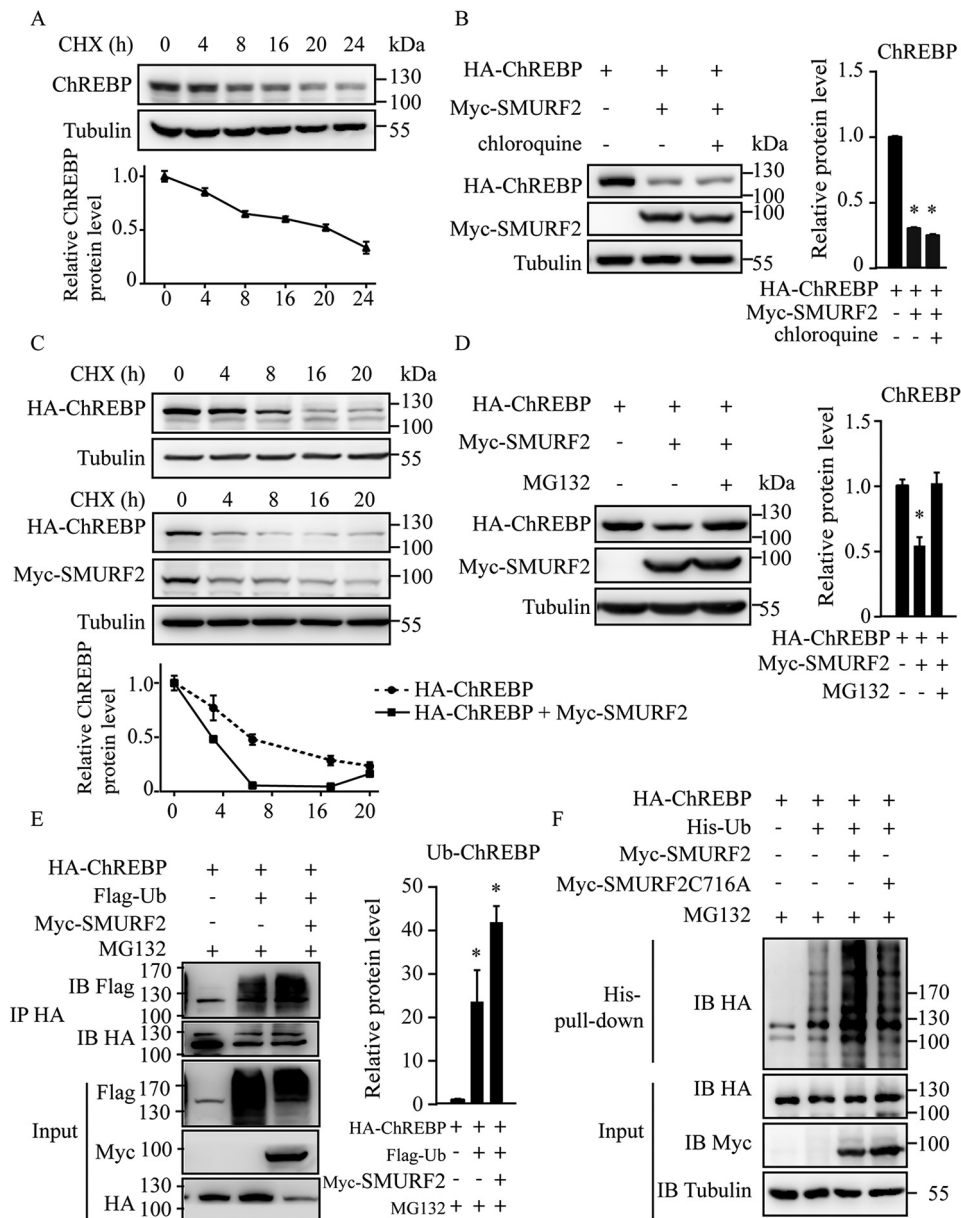 A
CHX (h) 0 4 8 16 20 24 kDa
ChREBP
130
100
Tubulin
55
Relative ChREBP
protein level
1.0
0.5
0
0 4 8 16 20 24
B
HA-ChREBP + + +
Myc-SMURF2 - + +
chloroquine - - +
kDa
HA-ChREBP
130
100
Myc-SMURF2
100
Tubulin
55
ChREBP
Relative protein level
1.5
1.0
0.5
0
* *
HA-ChREBP + + +
Myc-SMURF2 - + +
chloroquine - - +
C
CHX (h) 0 4 8 16 20 kDa
HA-ChREBP
130
100
Tubulin
55
CHX (h) 0 4 8 16 20
HA-ChREBP
130
100
Myc-SMURF2
100
Tubulin
55
Relative ChREBP
protein level
1.0
0.5
0
0 4 8 16 20
HA-ChREBP
HA-ChREBP + Myc-SMURF2
D
HA-ChREBP + + +
Myc-SMURF2 - + +
MG132 - - +
kDa
HA-ChREBP
130
100
Myc-SMURF2
100
Tubulin
55
ChREBP
Relative protein level
1.5
1.0
0.5
0
*
HA-ChREBP + + +
Myc-SMURF2 - + +
MG132 - - +
E
HA-ChREBP + + +
Flag-Ub - + +
Myc-SMURF2 - - +
MG132 + + +
IP HA
IB Flag
170
130
100
IB HA
130
100
Input
Flag
170
130
Myc
100
HA
130
100
Ub-ChREBP
Relative protein level
50
40
30
20
10
0
*
*
HA-ChREBP + + +
Flag-Ub - + +
Myc-SMURF2 - - +
MG132 + + +
F
HA-ChREBP + + + +
His-Ub - + + +
Myc-SMURF2 - - + -
Myc-SMURF2C716A - - - +
MG132 + + + +
His-
pull-down
IB HA
170
130
100
Input
IB HA
130
100
IB Myc
100
IB Tubulin
55